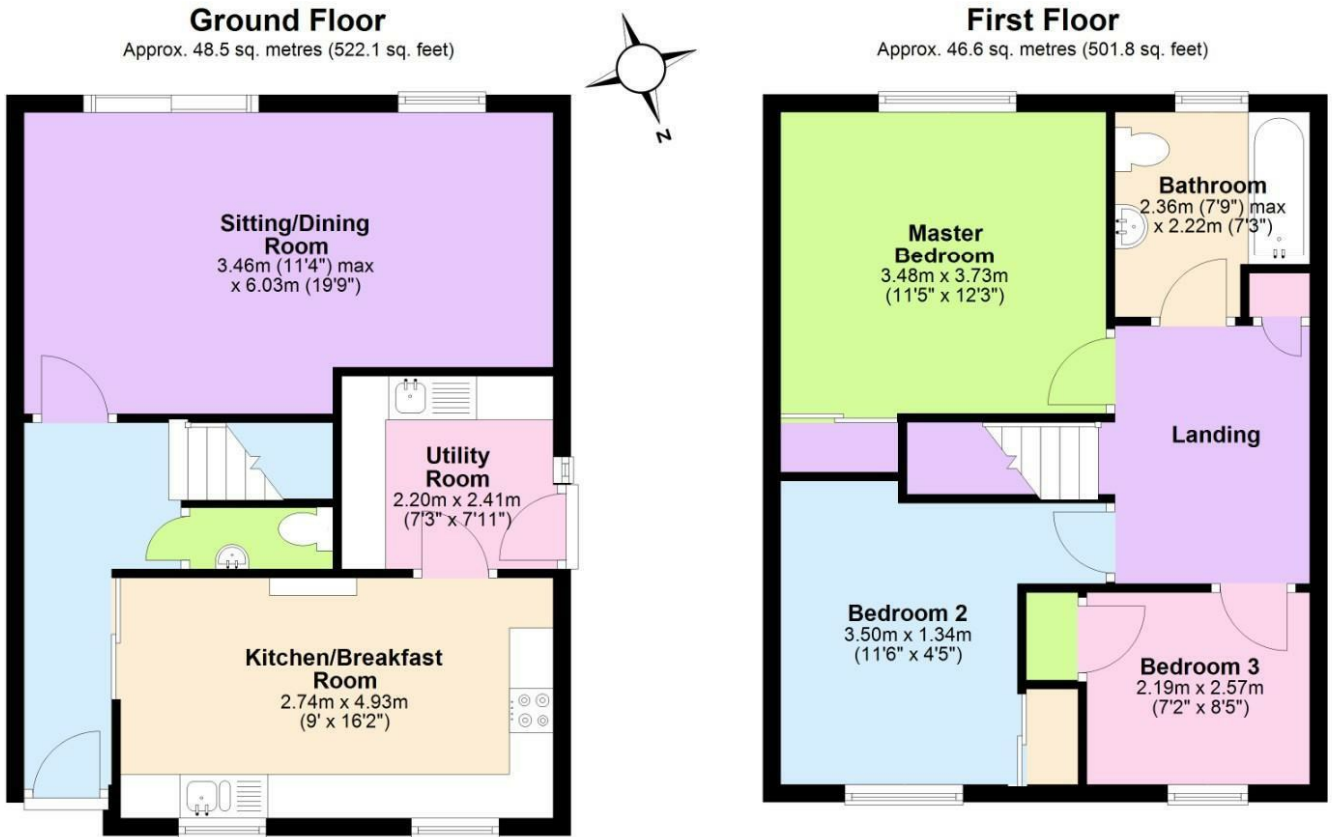 Ground Floor
Approx. 48.5 sq. metres (522.1 sq. feet)
N
Sitting/Dining
Room
3.46m (11'4") max
x 6.03m (19'9")
Utility
Room
2.20m x 2.41m
(7'3" x 7'11")
Kitchen/Breakfast
Room
2.74m x 4.93m
(9' x 16'2")
First Floor
Approx. 46.6 sq. metres (501.8 sq. feet)
Master
Bedroom
3.48m x 3.73m
(11'5" x 12'3")
Bathroom
2.36m (7'9") max
x 2.22m (7'3")
Landing
Bedroom 2
3.50m x 1.34m
(11'6" x 4'5")
Bedroom 3
2.19m x 2.57m
(7'2" x 8'5")